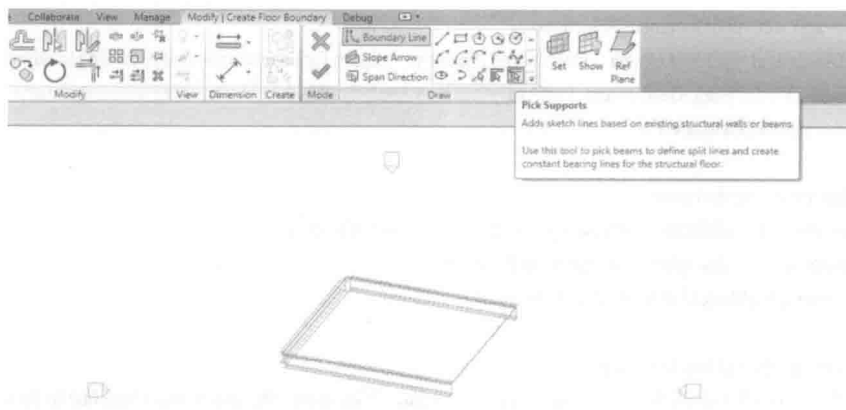 Collaborate View Manage Modify | Create Floor Boundary Debug
Boundary Line
Slope Arrow
Span Direction
Set Show Ref
Plane
Modify View Dimension Create Mode Draw
Pick Supports
Adds sketch lines based on existing structural walls or beams.
Use this tool to pick beams to define split lines and create
constant bearing lines for the structural floor.